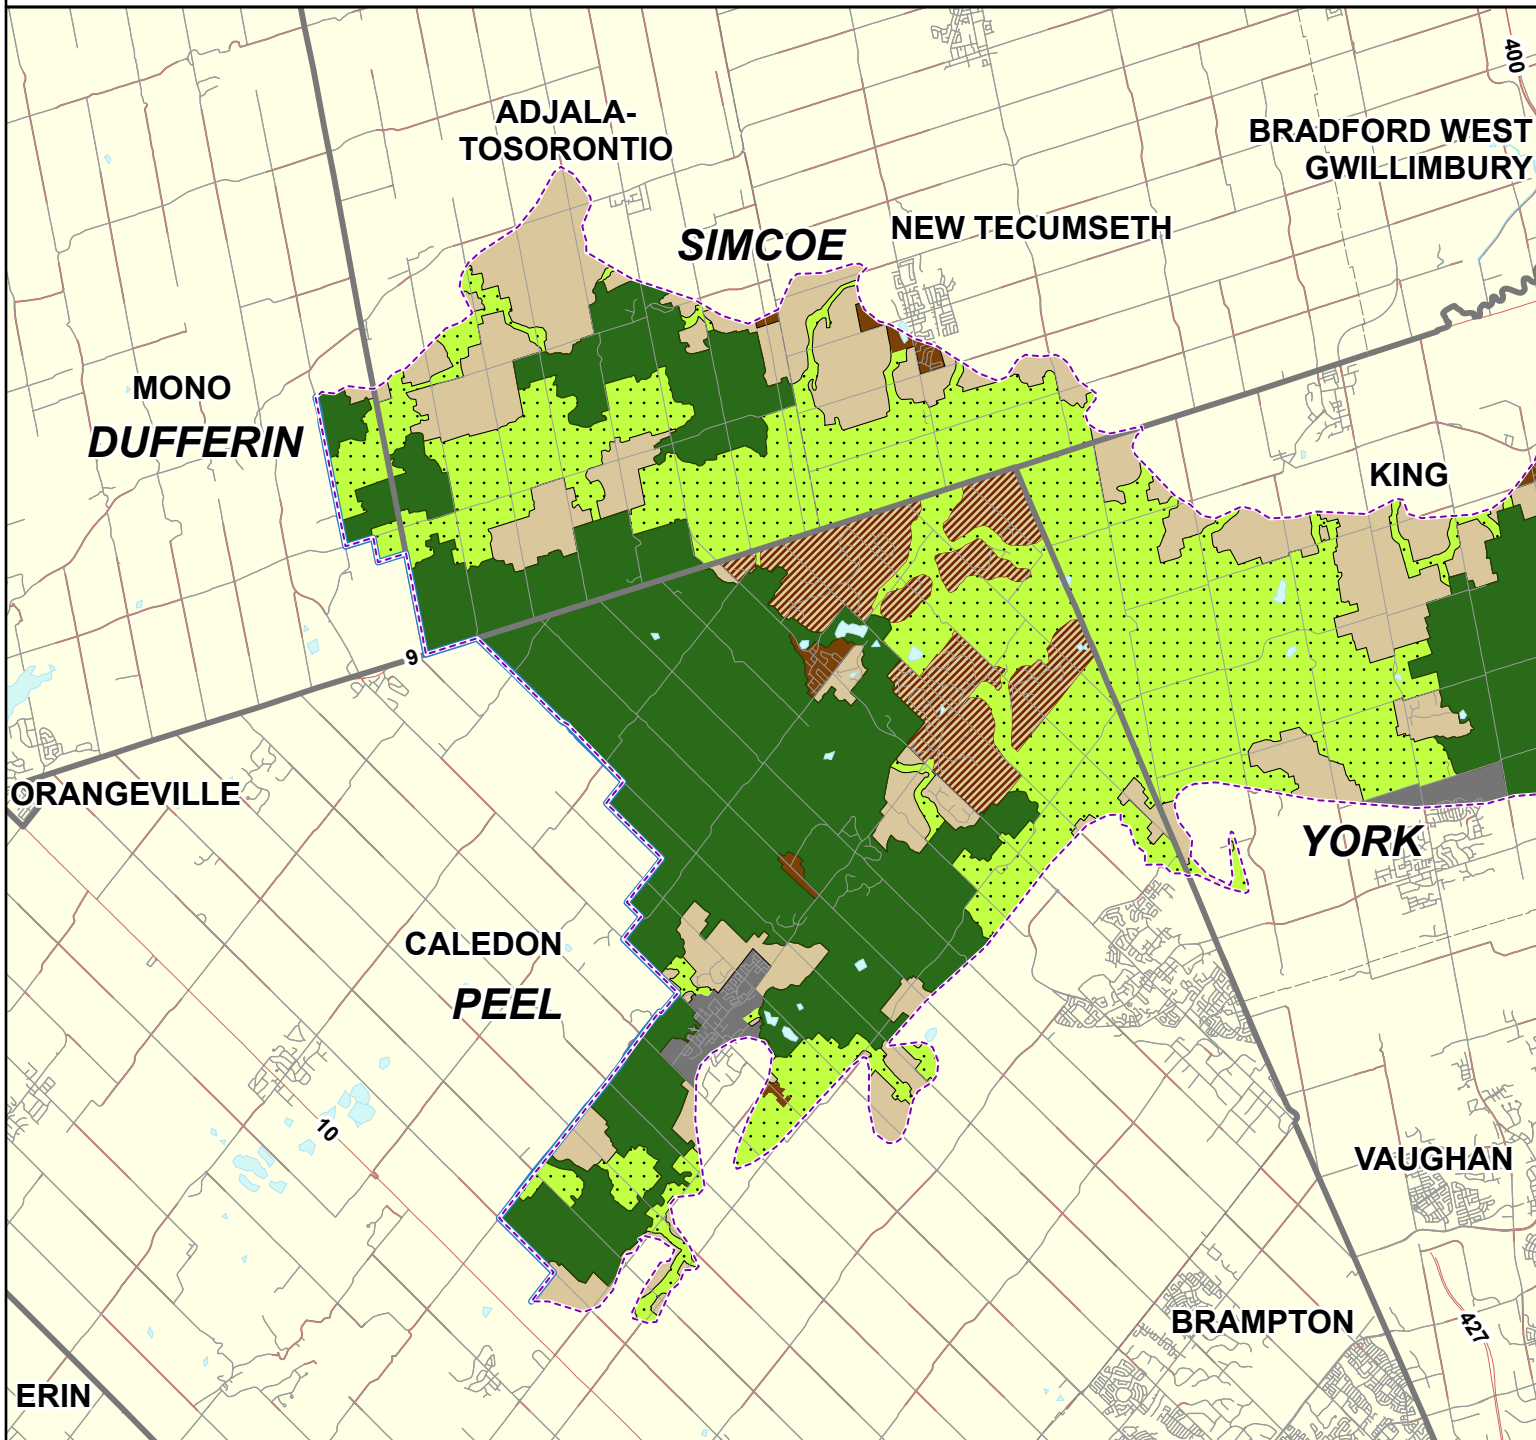 400
ADJALA-
TOSORONTIO
BRADFORD WEST
GWILLIMBURY
SIMCOE
NEW TECUMSETH
MONO
DUFFERIN
KING
9
ORANGEVILLE
YORK
CALEDON
PEEL
10
VAUGHAN
BRAMPTON
427
ERIN